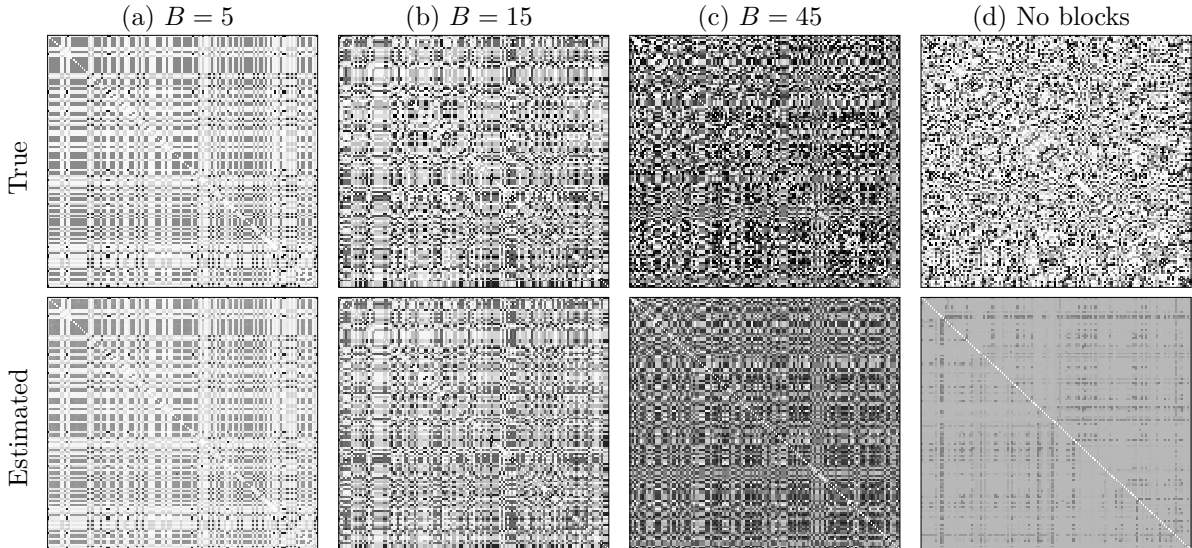 (a) B = 5
(b) B = 15
(c) B = 45
(d) No blocks
True
Estimated